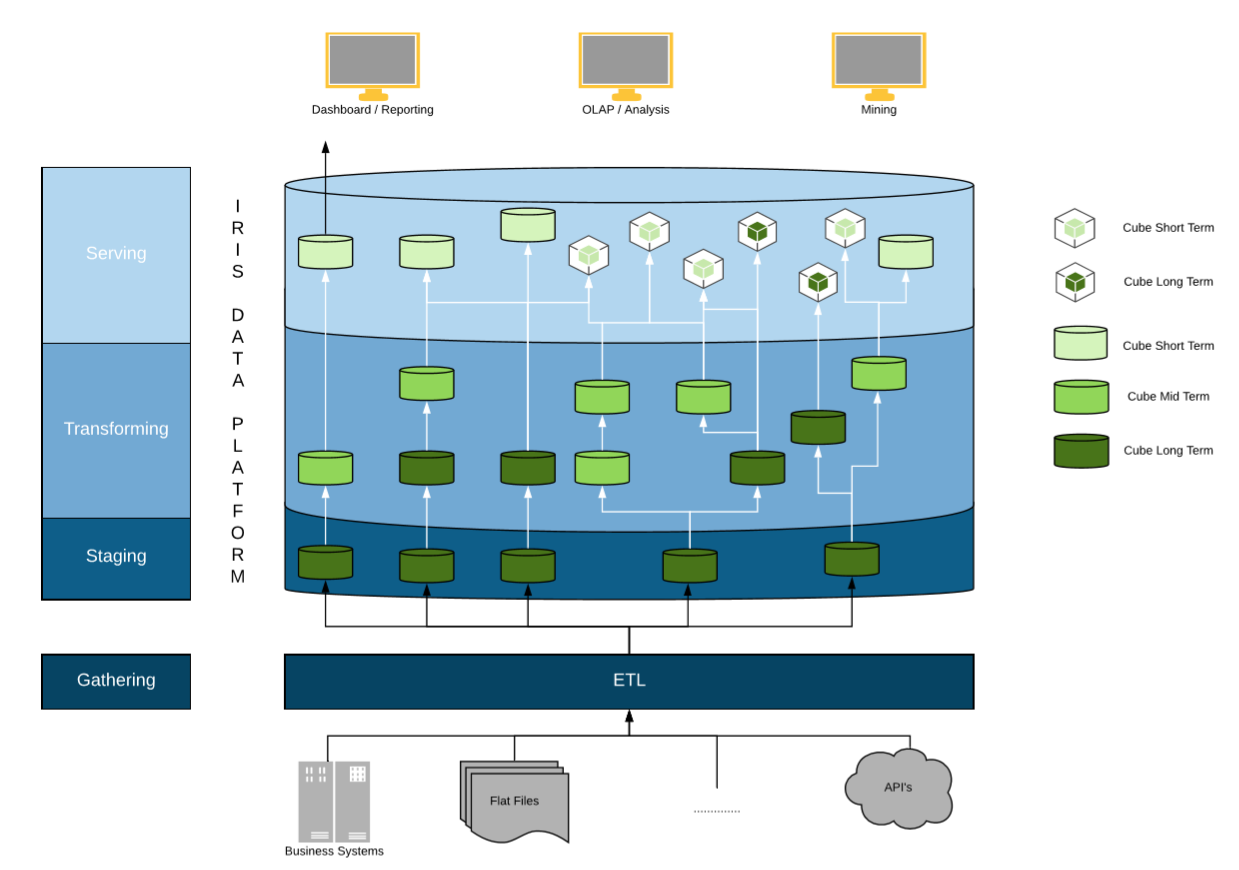 Dashboard / Reporting
OLAP / Analysis
Mining
Serving
Transforming
Staging
Gathering
IRIS DATA PLATFORM
Cube Short Term
Cube Long Term
Cube Short Term
Cube Mid Term
Cube Long Term
ETL
Business Systems
Flat Files
..............
API's